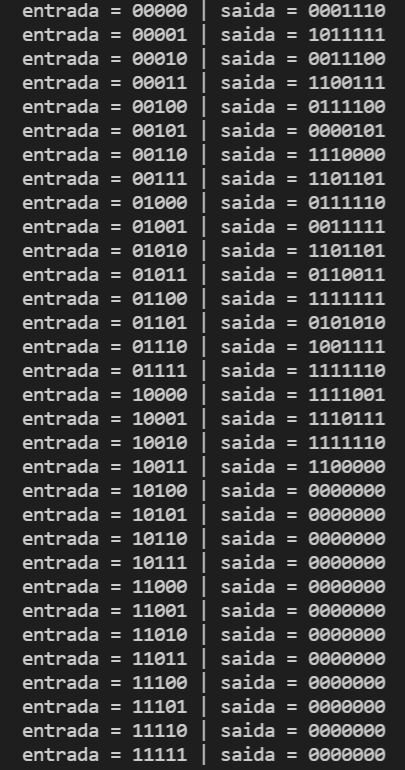 entrada = 00000 | saida = 0001110
entrada = 00001 | saida = 1011111
entrada = 00010 | saida = 0011100
entrada = 00011 | saida = 1100111
entrada = 00100 | saida = 0111100
entrada = 00101 | saida = 0000101
entrada = 00110 | saida = 1110000
entrada = 00111 | saida = 1101101
entrada = 01000 | saida = 0111110
entrada = 01001 | saida = 0011111
entrada = 01010 | saida = 1101101
entrada = 01011 | saida = 0110011
entrada = 01100 | saida = 1111111
entrada = 01101 | saida = 0101010
entrada = 01110 | saida = 1001111
entrada = 01111 | saida = 1111110
entrada = 10000 | saida = 1111001
entrada = 10001 | saida = 1110111
entrada = 10010 | saida = 1111110
entrada = 10011 | saida = 1100000
entrada = 10100 | saida = 0000000
entrada = 10101 | saida = 0000000
entrada = 10110 | saida = 0000000
entrada = 10111 | saida = 0000000
entrada = 11000 | saida = 0000000
entrada = 11001 | saida = 0000000
entrada = 11010 | saida = 0000000
entrada = 11011 | saida = 0000000
entrada = 11100 | saida = 0000000
entrada = 11101 | saida = 0000000
entrada = 11110 | saida = 0000000
entrada = 11111 | saida = 0000000